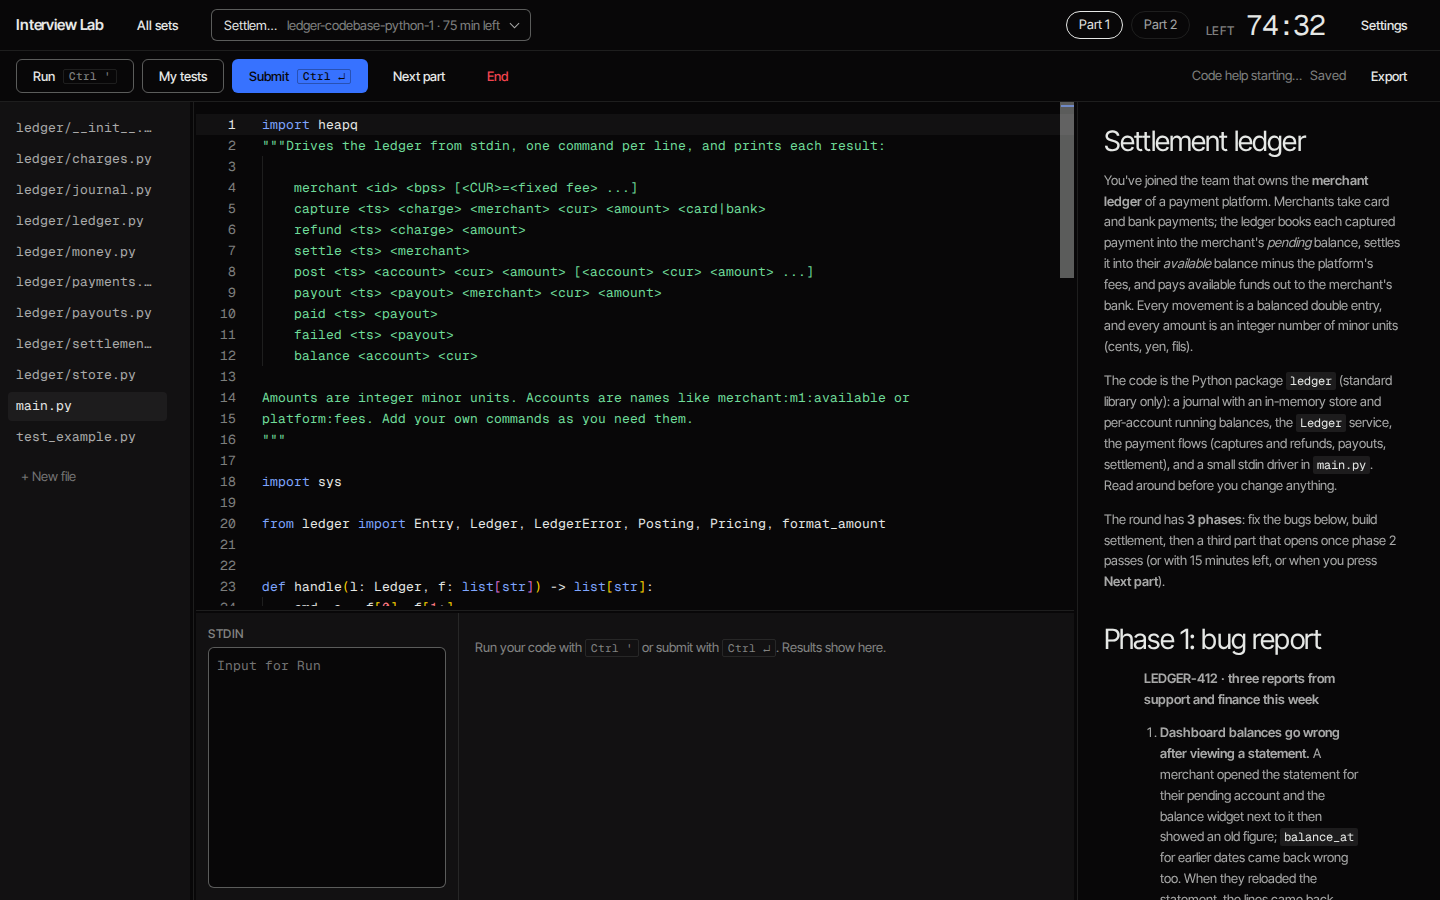 Interview Lab
All sets
Settlem... ledger-codebase-python-1 · 75 min left
Part 1
Part 2
LEFT 74:32
Settings
Run Ctrl '
My tests
Submit Ctrl ↵
Next part
End
Code help starting... Saved
Export
ledger/__init__.…
ledger/charges.py
ledger/journal.py
ledger/ledger.py
ledger/money.py
ledger/payments.…
ledger/payouts.py
ledger/settlemen…
ledger/store.py
main.py
test_example.py
+ New file
1 import heapq
2 """Drives the ledger from stdin, one command per line, and prints each result:
3
4 merchant <id> <bps> [<CUR>=<fixed fee> ...]
5 capture <ts> <charge> <merchant> <cur> <amount> <card|bank>
6 refund <ts> <charge> <amount>
7 settle <ts> <merchant>
8 post <ts> <account> <cur> <amount> [<account> <cur> <amount> ...]
9 payout <ts> <payout> <merchant> <cur> <amount>
10 paid <ts> <payout>
11 failed <ts> <payout>
12 balance <account> <cur>
13
14 Amounts are integer minor units. Accounts are names like merchant:m1:available or
15 platform:fees. Add your own commands as you need them.
16 """
17
18 import sys
19
20 from ledger import Entry, Ledger, LedgerError, Posting, Pricing, format_amount
21
22
23 def handle(l: Ledger, f: list[str]) -> list[str]:
STDIN
Input for Run
Run your code with Ctrl ' or submit with Ctrl ↵. Results show here.
Settlement ledger
You've joined the team that owns the merchant
ledger of a payment platform. Merchants take card
and bank payments; the ledger books each captured
payment into the merchant's pending balance, settles
it into their available balance minus the platform's
fees, and pays available funds out to the merchant's
bank. Every movement is a balanced double entry,
and every amount is an integer number of minor units
(cents, yen, fils).
The code is the Python package ledger (standard
library only): a journal with an in-memory store and
per-account running balances, the Ledger service,
the payment flows (captures and refunds, payouts,
settlement), and a small stdin driver in main.py.
Read around before you change anything.
The round has 3 phases: fix the bugs below, build
settlement, then a third part that opens once phase 2
passes (or with 15 minutes left, or when you press
Next part).
Phase 1: bug report
LEDGER-412 · three reports from
support and finance this week
1. Dashboard balances go wrong
after viewing a statement. A
merchant opened the statement for
their pending account and the
balance widget next to it then
showed an old figure; balance_at
for earlier dates came back wrong
too. When they reloaded the
statement, the lines came back